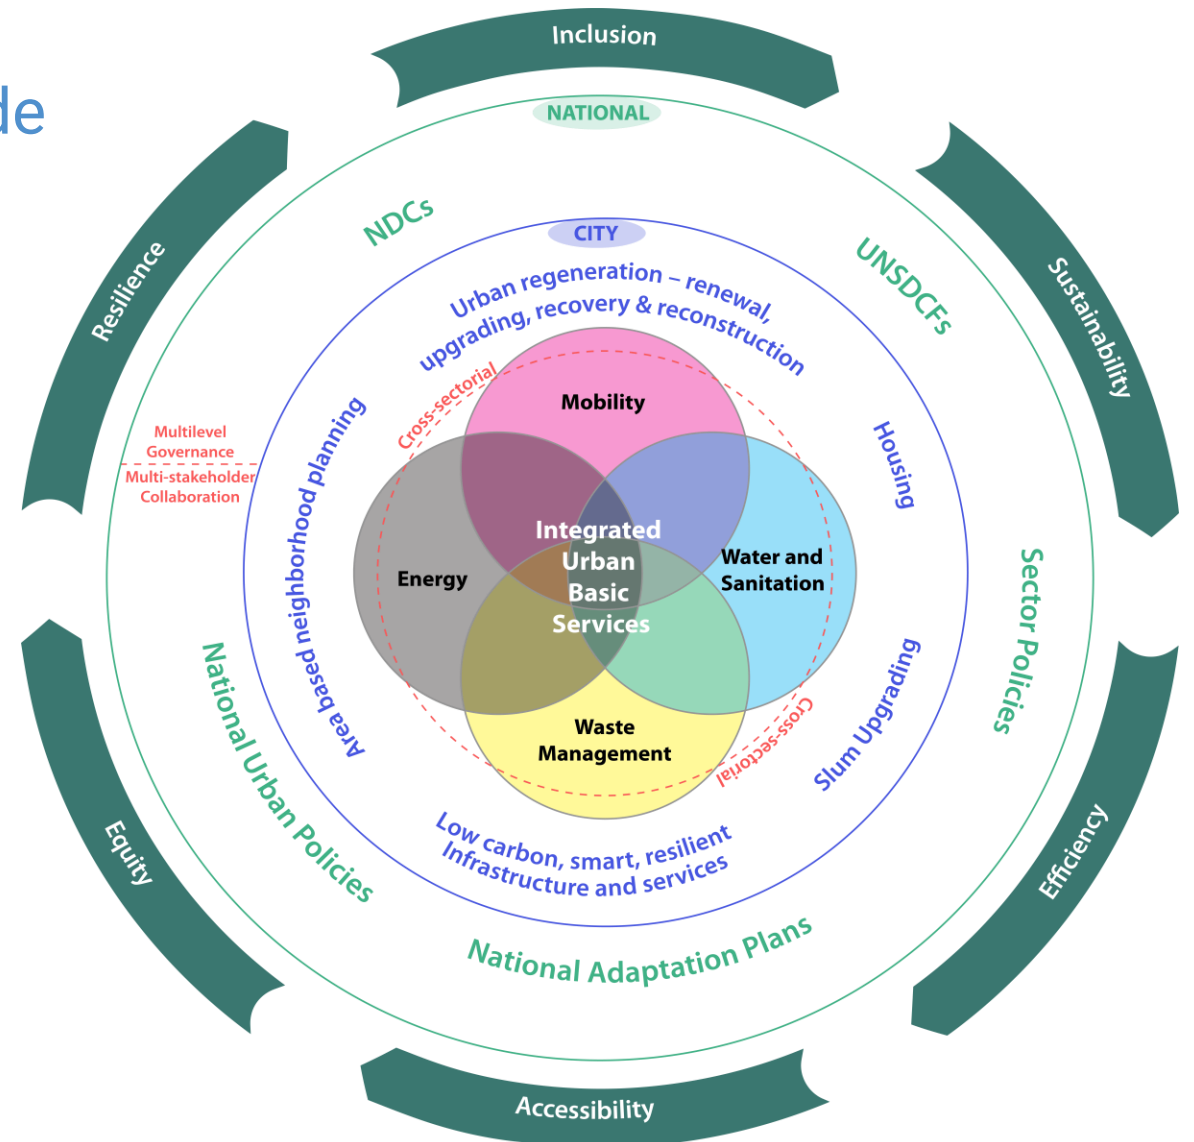 Inclusion
de
NATIONAL
NDCs
CITY
UNSDCFs
Sustainability
Resilience
Urban regeneration – renewal,
upgrading, recovery & reconstruction
Cross-sectorial
Mobility
Housing
Multilevel
Governance
Multi-stakeholder
Collaboration
Area based neighborhood planning
Integrated
Urban
Basic
Services
Energy
Water and
Sanitation
Sector Policies
National Urban Policies
Waste
Management
Cross-sectorial
Slum Upgrading
Low carbon, smart, resilient
Infrastructure and services
Equity
Efficiency
National Adaptation Plans
Accessibility